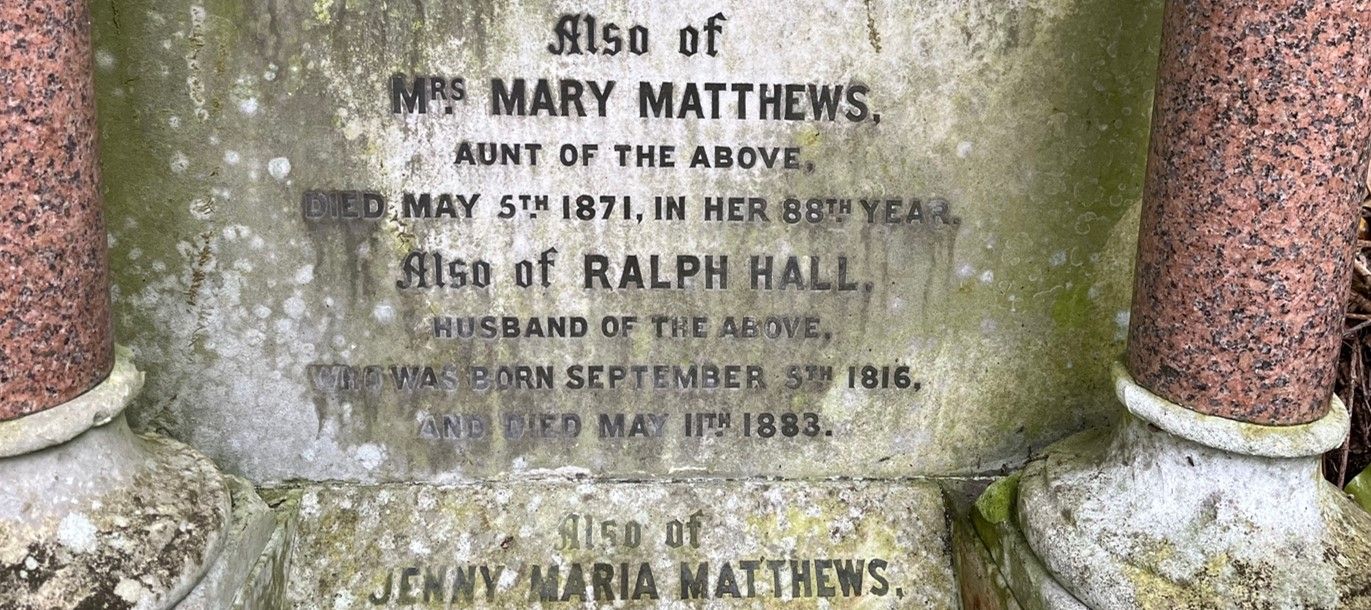 Also of
MRS. MARY MATTHEWS,
AUNT OF THE ABOVE,
DIED MAY 5TH. 1871, IN HER 88TH YEAR.
Also of RALPH HALL,
HUSBAND OF THE ABOVE,
WHO WAS BORN SEPTEMBER 5TH 1816,
AND DIED MAY 11TH 1883.
Also of
JENNY MARIA MATTHEWS,